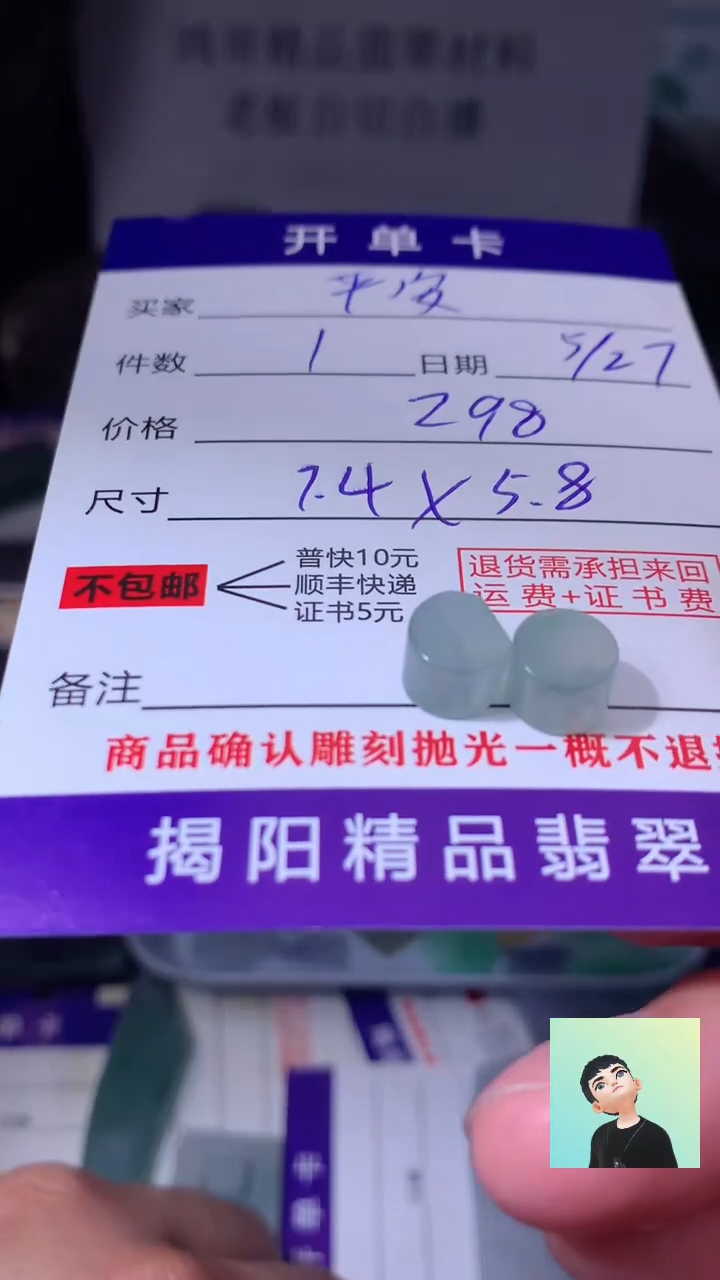 开单卡
买家 平安
件数 1 日期 5/27
价格 298
尺寸 7.4X5.8
不包邮
普快10元
顺丰快递
证书5元
退货需承担来回
运费+证书费
备注
商品确认雕刻抛光一概不退
揭阳精品翡翠